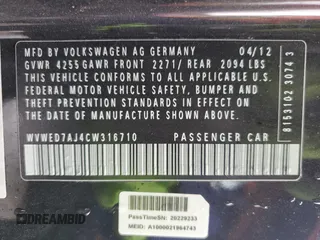 MFD BY VOLKSWAGEN AG GERMANY 04/12
GVWR 4255 GAWR FRONT 2271/ REAR 2094 LBS
THIS VEHICLE CONFORMS TO ALL APPLICABLE U.S.
FEDERAL MOTOR VEHICLE SAFETY, BUMPER AND
THEFT PREVENTION STANDARDS IN EFFECT ON THE
DATE OF MANUFACTURE SHOWN ABOVE.
WVWED7AJ4CW316710 PASSENGER CAR
8153102 3074 3
PassTimeSN: 20229233
MEID: A1000021964743
DREAMBID